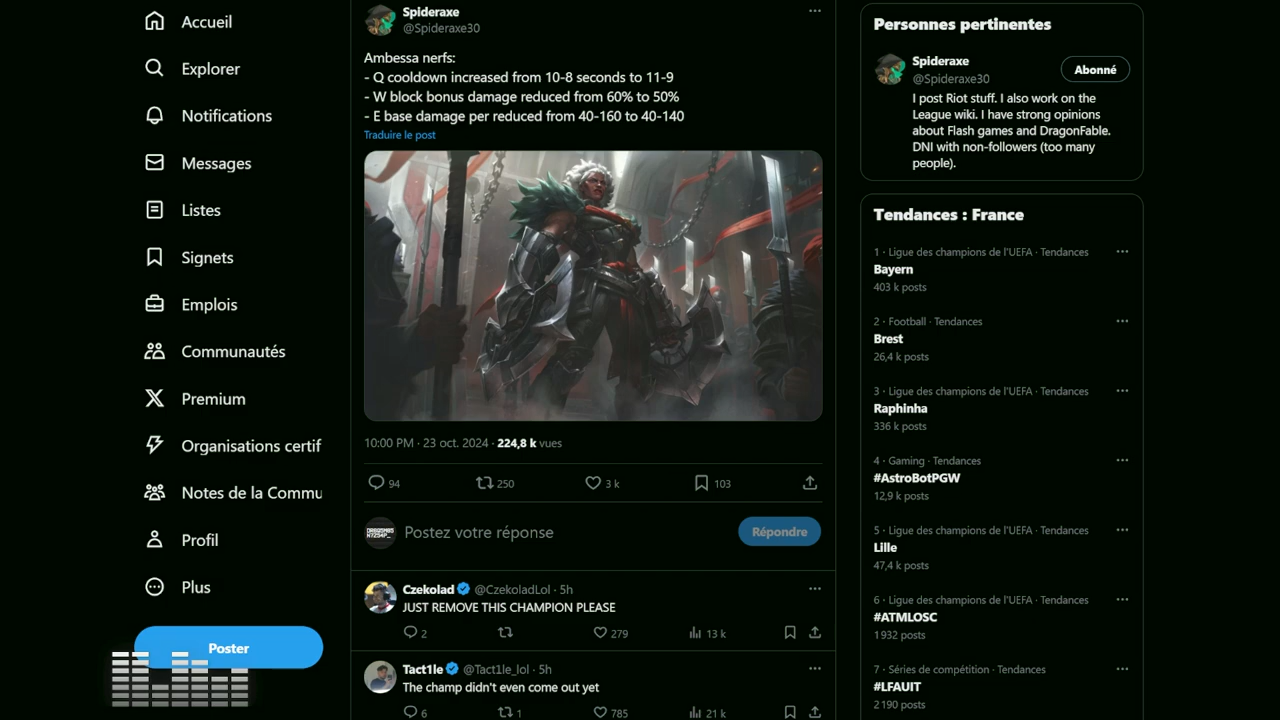 Accueil
Explorer
Notifications
Messages
Listes
Signets
Emplois
Communautés
Premium
Organisations certif
Notes de la Commu
Profil
Plus
Poster
Spideraxe
@Spideraxe30
Ambessa nerfs:
- Q cooldown increased from 10-8 seconds to 11-9
- W block bonus damage reduced from 60% to 50%
- E base damage per reduced from 40-160 to 40-140
Traduire le post
10:00 PM · 23 oct. 2024 · 224,8 k vues
94 250 3 k 103
Postez votre réponse
Répondre
Czekolad @CzekoladLol · 5h
JUST REMOVE THIS CHAMPION PLEASE
2 279 13 k
Tact1le @Tact1le_lol · 5h
The champ didn't even come out yet
6 1 785 21 k
Personnes pertinentes
Spideraxe
@Spideraxe30
Abonné
I post Riot stuff. I also work on the
League wiki. I have strong opinions
about Flash games and DragonFable.
DNI with non-followers (too many
people).
Tendances : France
1 · Ligue des champions de l'UEFA · Tendances
Bayern
403 k posts
2 · Football · Tendances
Brest
26,4 k posts
3 · Ligue des champions de l'UEFA · Tendances
Raphinha
336 k posts
4 · Gaming · Tendances
#AstroBotPGW
12,9 k posts
5 · Ligue des champions de l'UEFA · Tendances
Lille
47,4 k posts
6 · Ligue des champions de l'UEFA · Tendances
#ATMLOSC
1 932 posts
7 · Séries de compétition · Tendances
#LFAUIT
2 190 posts